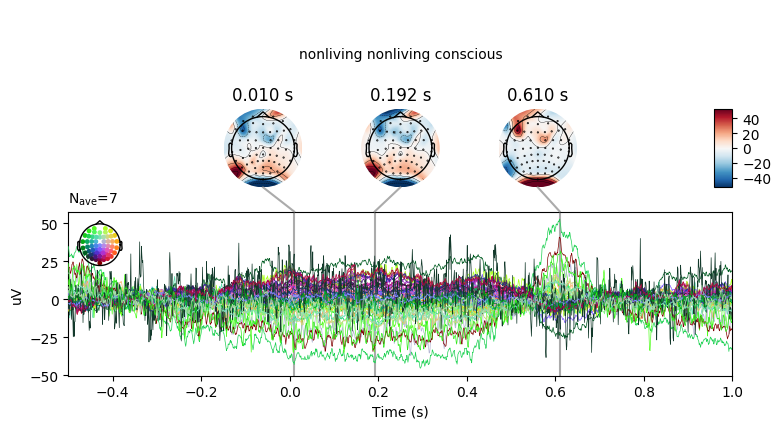 nonliving nonliving conscious
0.010 s 0.192 s 0.610 s
40
20
0
−20
−40
Nave=7
50
25
0
−25
−50
uV
−0.4 −0.2 0.0 0.2 0.4 0.6 0.8 1.0
Time (s)